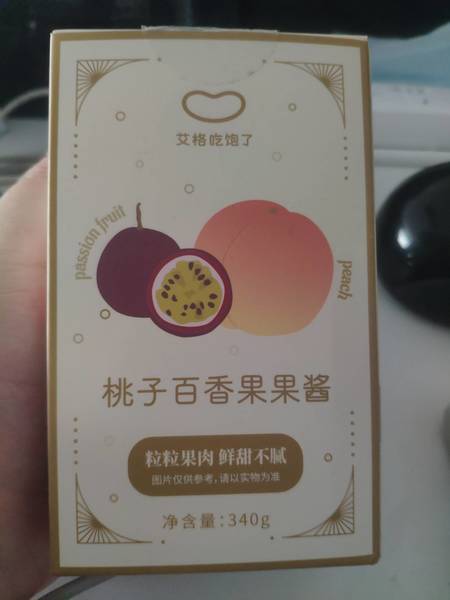 艾格吃饱了
passion fruit
peach
桃子百香果果酱
粒粒果肉 鲜甜不腻
图片仅供参考,请以实物为准
净含量:340g